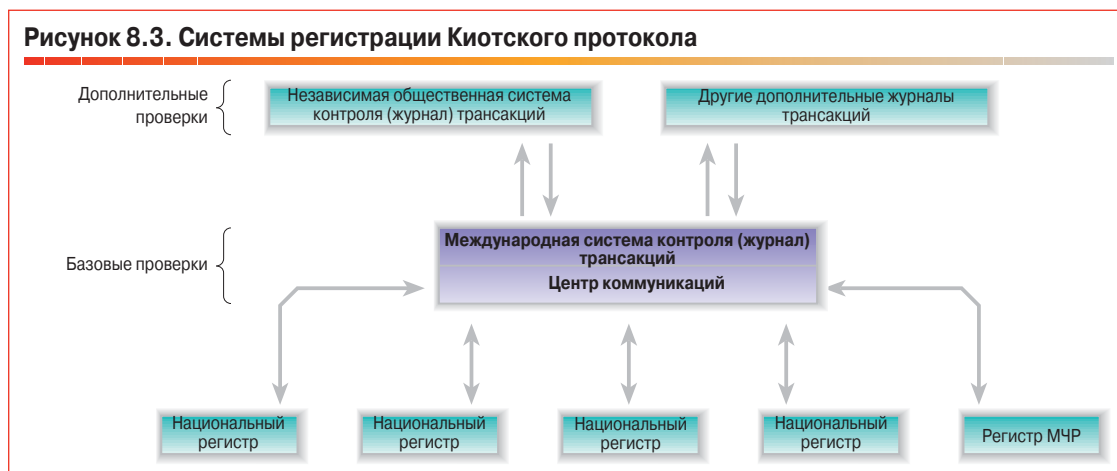 Рисунок 8.3. Системы регистрации Киотского протокола
Дополнительные
проверки
Независимая общественная система
контроля (журнал) трансакций
Другие дополнительные журналы
трансакций
Базовые проверки
Международная система контроля (журнал)
трансакций
Центр коммуникаций
Национальный
регистр
Национальный
регистр
Национальный
регистр
Национальный
регистр
Регистр МЧР